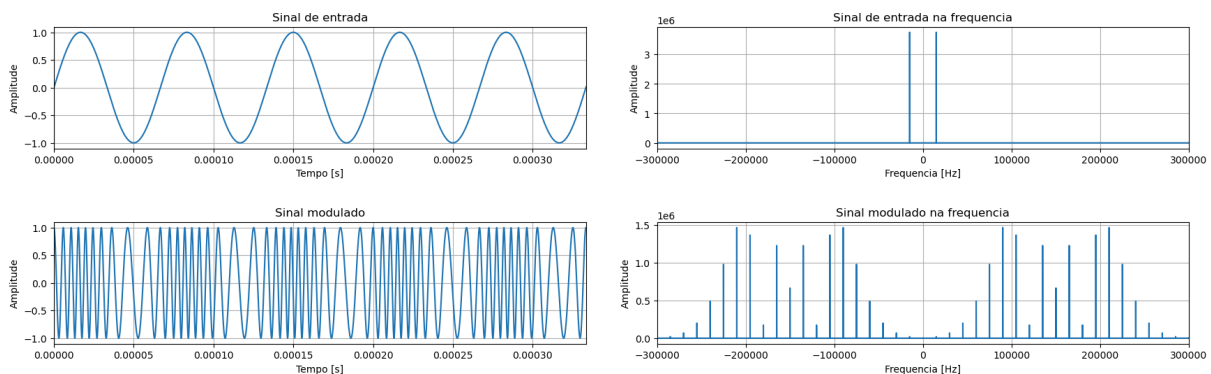 Sinal de entrada
Amplitude
1.0
0.5
0.0
−0.5
−1.0
0.00000 0.00005 0.00010 0.00015 0.00020 0.00025 0.00030
Tempo [s]
Sinal de entrada na frequencia
1e6
Amplitude
3
2
1
0
−300000 −200000 −100000 0 100000 200000 300000
Frequencia [Hz]
Sinal modulado
Amplitude
1.0
0.5
0.0
−0.5
−1.0
0.00000 0.00005 0.00010 0.00015 0.00020 0.00025 0.00030
Tempo [s]
Sinal modulado na frequencia
1e6
Amplitude
1.5
1.0
0.5
0.0
−300000 −200000 −100000 0 100000 200000 300000
Frequencia [Hz]